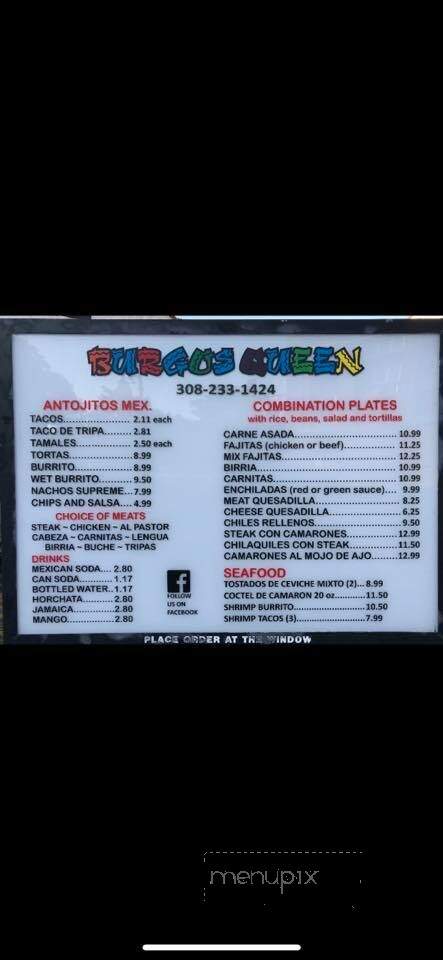 BURGOS QUEEN
308-233-1424
ANTOJITOS MEX.
TACOS.................. 2.11 each
TACO DE TRIPA........ 2.81
TAMALES.............. 2.50 each
TORTAS................ 8.99
BURRITO............... 8.99
WET BURRITO......... 9.50
NACHOS SUPREME... 7.99
CHIPS AND SALSA.... 4.99
CHOICE OF MEATS
STEAK ~ CHICKEN ~ AL PASTOR
CABEZA ~ CARNITAS ~ LENGUA
BIRRIA ~ BUCHE ~ TRIPAS
DRINKS
MEXICAN SODA.... 2.80
CAN SODA......... 1.17
BOTTLED WATER.. 1.17
HORCHATA......... 2.80
JAMAICA........... 2.80
MANGO............ 2.80
f
FOLLOW
US ON
FACEBOOK
COMBINATION PLATES
with rice, beans, salad and tortillas
CARNE ASADA.......................... 10.99
FAJITAS (chicken or beef)............. 11.25
MIX FAJITAS............................. 12.25
BIRRIA................................... 10.99
CARNITAS............................... 10.99
ENCHILADAS (red or green sauce).... 9.99
MEAT QUESADILLA..................... 8.25
CHEESE QUESADILLA.................. 6.25
CHILES RELLENOS...................... 9.50
STEAK CON CAMARONES............. 12.99
CHILAQUILES CON STEAK............. 11.50
CAMARONES AL MOJO DE AJO....... 12.99
SEAFOOD
TOSTADOS DE CEVICHE MIXTO (2)... 8.99
COCTEL DE CAMARON 20 oz......... 11.50
SHRIMP BURRITO..................... 10.50
SHRIMP TACOS (3).................... 7.99
PLACE ORDER AT THE WINDOW
menupix